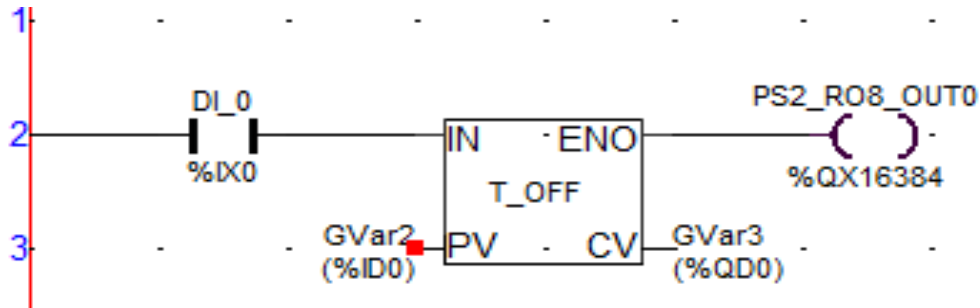 1
DI_0 PS2_RO8_OUT0
2 IN ENO
%IX0 T_OFF %QX16384
3 GVar2 PV CV GVar3
(%ID0) (%QD0)